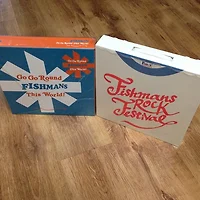 Go Go Round
FISHMANS
This World!
Fishmans
Rock
Festival